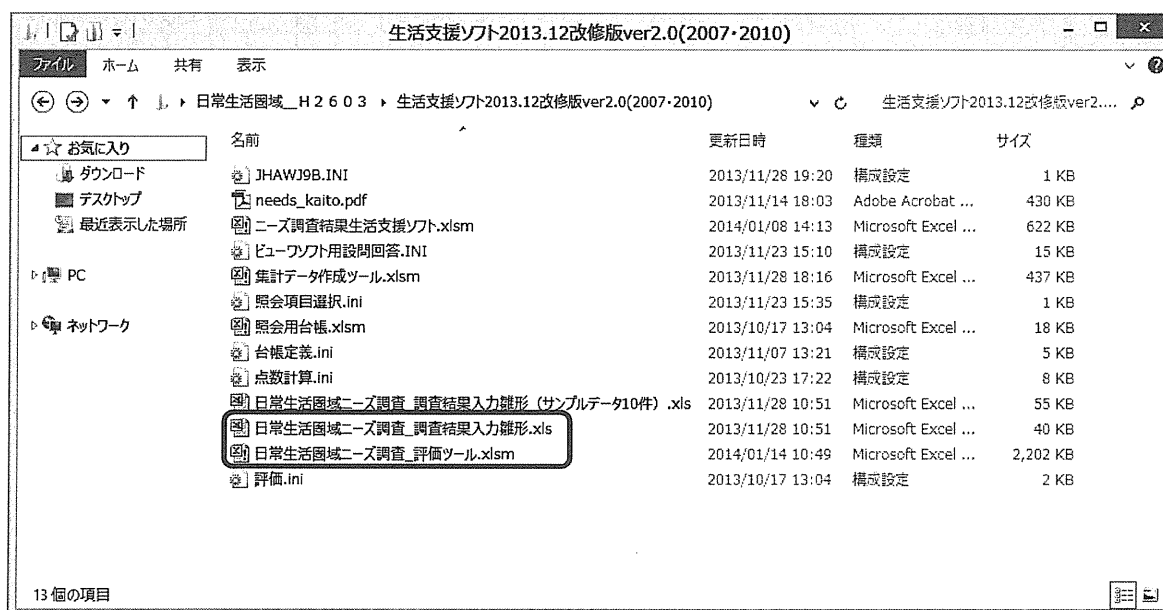 生活支援ソフト2013.12改修版ver2.0(2007・2010)
ファイル ホーム 共有 表示
日常生活圏域__H2603 ▸ 生活支援ソフト2013.12改修版ver2.0(2007・2010) 生活支援ソフト2013.12改修版ver2....
お気に入り
ダウンロード
デスクトップ
最近表示した場所
PC
ネットワーク
名前 更新日時 種類 サイズ
JHAWJ9B.INI 2013/11/28 19:20 構成設定 1 KB
needs_kaito.pdf 2013/11/14 18:03 Adobe Acrobat ... 430 KB
ニーズ調査結果生活支援ソフト.xlsm 2014/01/08 14:13 Microsoft Excel ... 622 KB
ビューワソフト用設問回答.INI 2013/11/23 15:10 構成設定 15 KB
集計データ作成ツール.xlsm 2013/11/28 18:16 Microsoft Excel ... 437 KB
照会項目選択.ini 2013/11/23 15:35 構成設定 1 KB
照会用台帳.xlsm 2013/10/17 13:04 Microsoft Excel ... 18 KB
台帳定義.ini 2013/11/07 13:21 構成設定 5 KB
点数計算.ini 2013/10/23 17:22 構成設定 8 KB
日常生活圏域ニーズ調査_調査結果入力雛形（サンプルデータ10件）.xls 2013/11/28 10:51 Microsoft Excel ... 55 KB
日常生活圏域ニーズ調査_調査結果入力雛形.xls 2013/11/28 10:51 Microsoft Excel ... 40 KB
日常生活圏域ニーズ調査_評価ツール.xlsm 2014/01/14 10:49 Microsoft Excel ... 2,202 KB
評価.ini 2013/10/17 13:04 構成設定 2 KB
13 個の項目